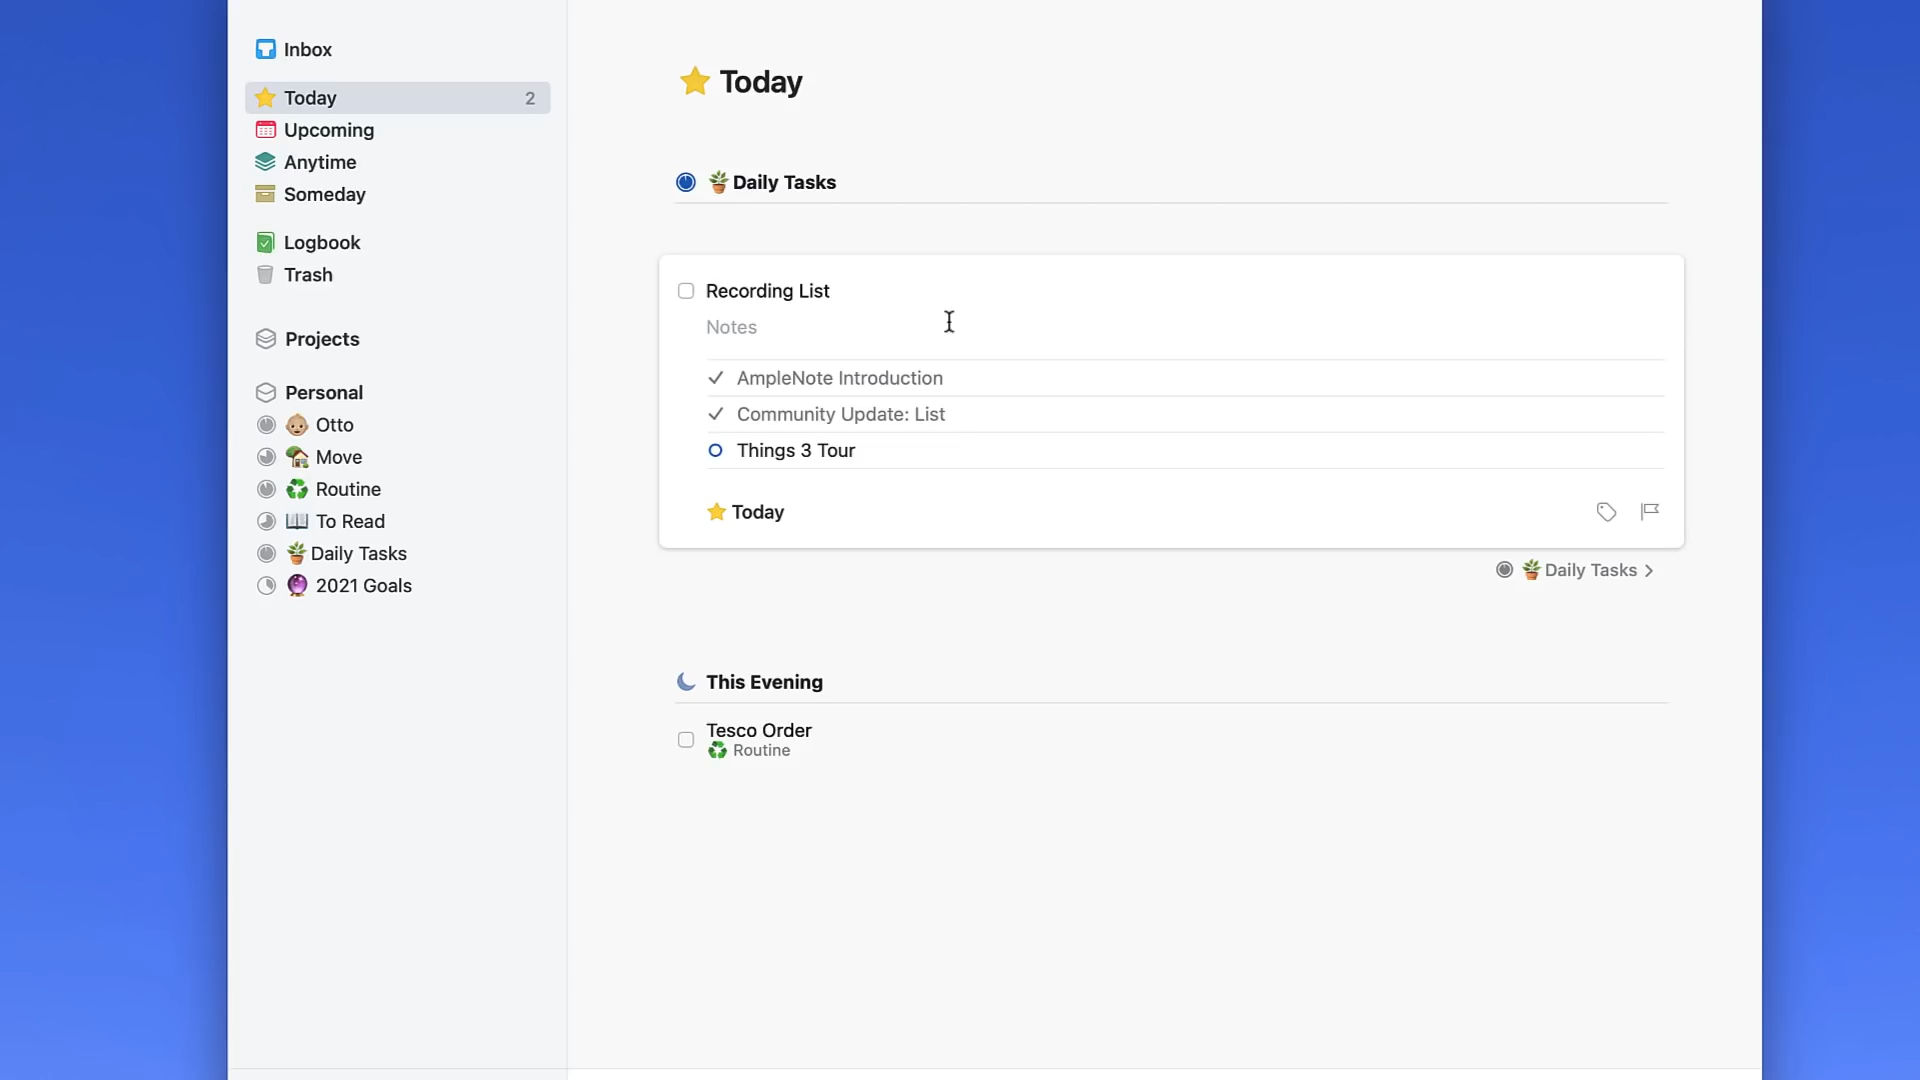 Inbox
Today 2
Upcoming
Anytime
Someday
Logbook
Trash
Projects
Personal
Otto
Move
Routine
To Read
Daily Tasks
2021 Goals
Today
Daily Tasks
Recording List
Notes
AmpleNote Introduction
Community Update: List
Things 3 Tour
Today
Daily Tasks
This Evening
Tesco Order
Routine